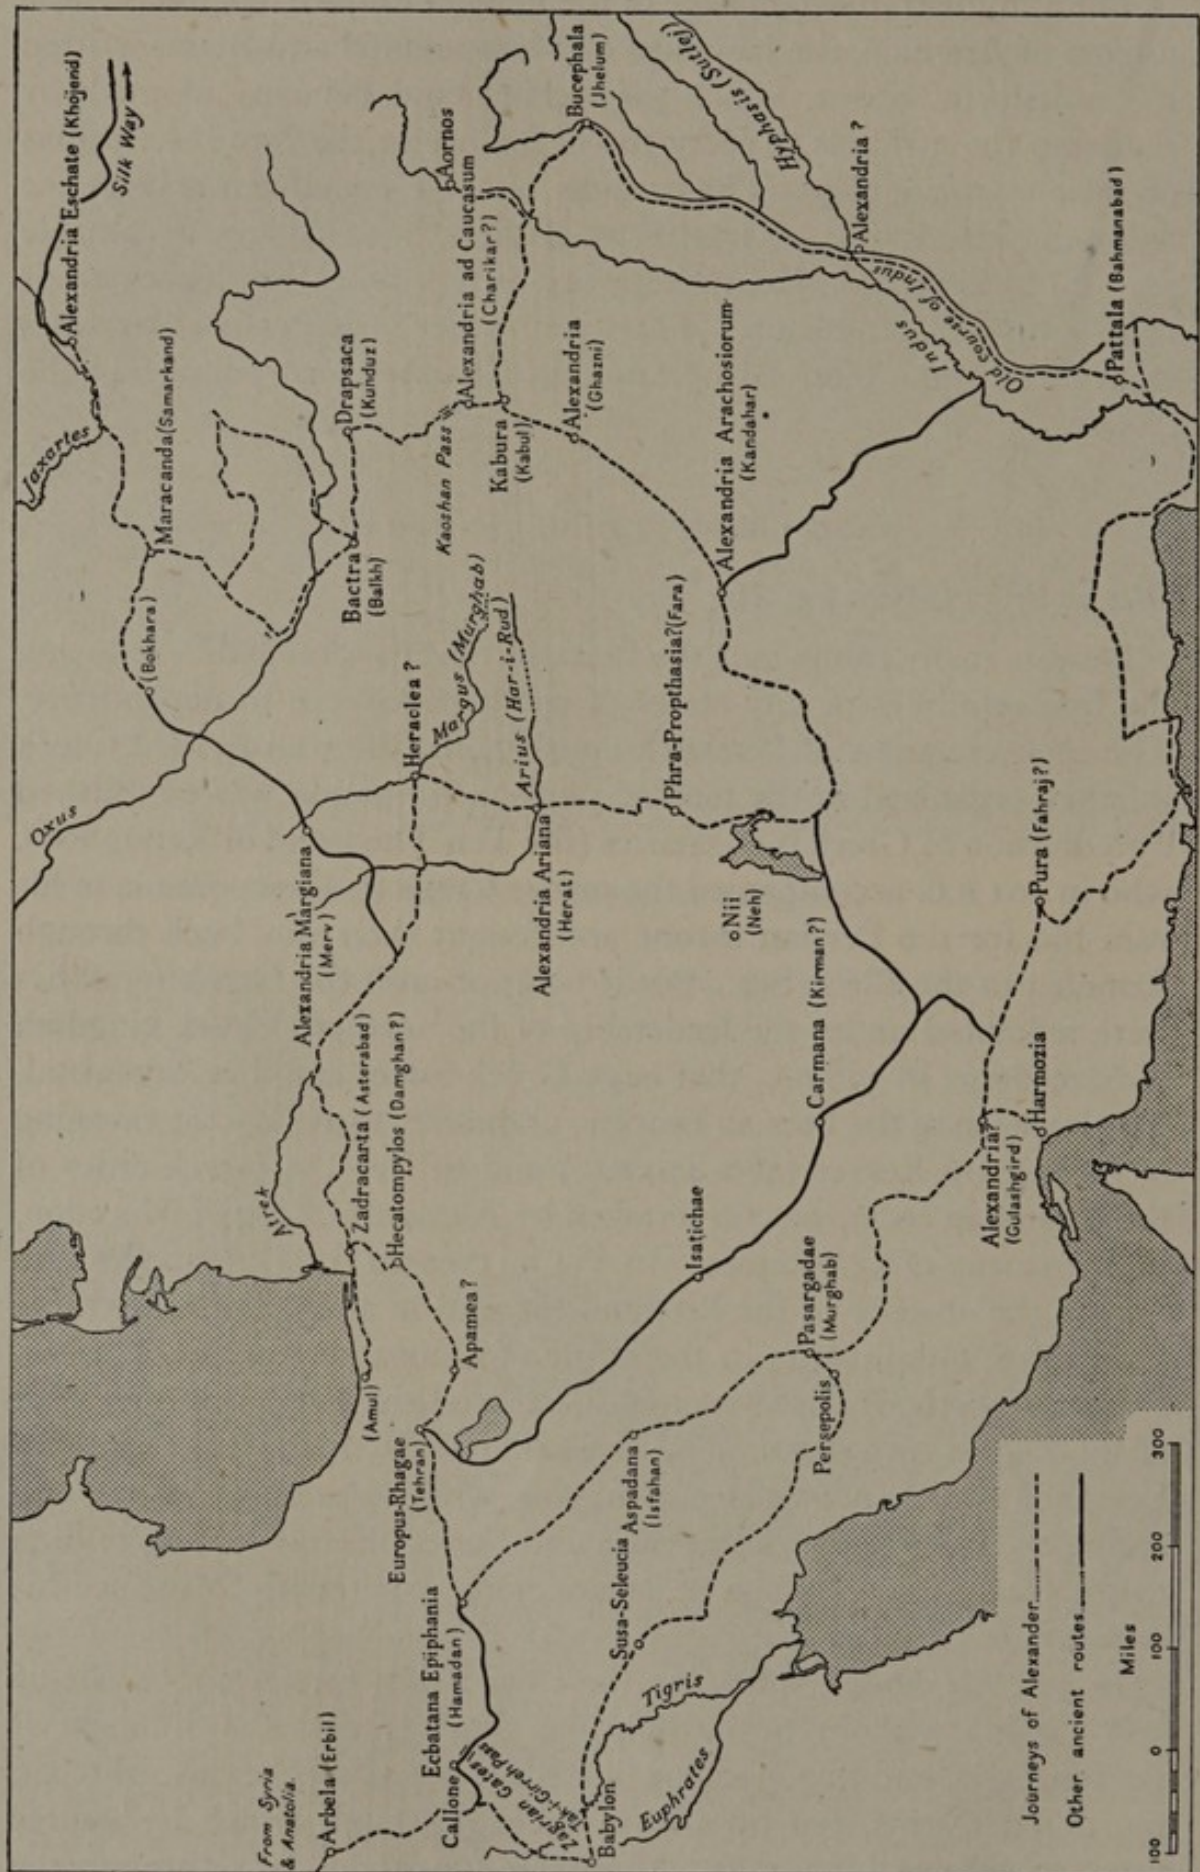 From Syria
& Anatolia.
Arbela (Erbil)
Callone
Zagrian Gates
Tak-i-Girreh Pass
Babylon
Euphrates
Tigris
Ecbatana Epiphania
(Hamadan)
Susa-Seleucia
Aspadana
(Isfahan)
Europus-Rhagae
(Tehran)
(Amul)
Apamea?
Persepolis
Pasargadae
(Murghab)
Isatichae
Atrek
Zadracarta (Asterabad)
Hecatompylos (Damghan?)
Alexandria?
(Gulashgird)
Harmozia
Carmana (Kirman?)
Alexandria Margiana
(Merv)
Alexandria Ariana
(Herat)
Nii
(Neh)
Pura (Fahraj?)
Oxus
Heraclea?
Margus (Murghab)
Arius (Har-i-Rud)
Phra-Propthasia?(Fara)
(Bokhara)
Maracanda(Samarkand)
Jaxartes
Bactra
(Balkh)
Drapsaca
(Kunduz)
Kaoshan Pass
Kabura
(Kabul)
Alexandria
(Ghazni)
Alexandria Arachosiorum
(Kandahar)
Alexandria ad Caucasum
(Charikar?)
Alexandria Eschate (Khojend)
Silk Way
Aornos
Bucephala
(Jhelum)
Hyphasis (Sutlej)
Alexandria?
Indus
Old Course of Indus
Pattala (Bahmanabad)
Journeys of Alexander
Other ancient routes
Miles
100 0 100 200 300